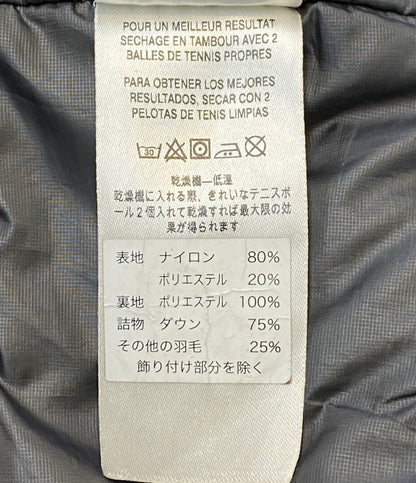 POUR UN MEILLEUR RESULTAT
SECHAGE EN TAMBOUR AVEC 2
BALLES DE TENNIS PROPRES
PARA OBTENER LOS MEJORES
RESULTADOS, SECAR CON 2
PELOTAS DE TENIS LIMPIAS
30
乾燥機—低温
乾燥機に入れる際、きれいなテニスボ
ール2個入れて乾燥すれば最大限の効
果が得られます。
表地 ナイロン 80%
ポリエステル 20%
裏地 ポリエステル 100%
詰物 ダウン 75%
その他の羽毛 25%
飾り付け部分を除く